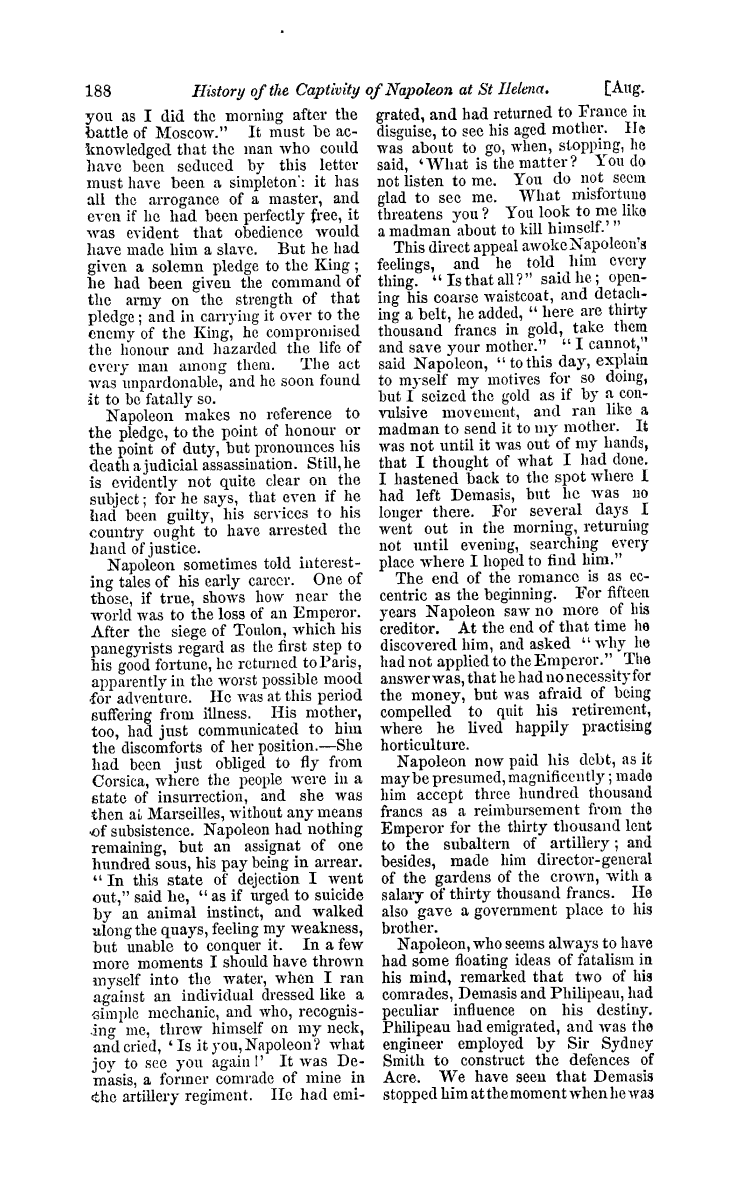 188 History of the Captivity of Napoleon at St Helena. [Aug.
you as I did the morning after the
battle of Moscow." It must be ac-
knowledged that the man who could
have been seduced by this letter
must have been a simpleton: it has
all the arrogance of a master, and
even if he had been perfectly free, it
was evident that obedience would
have made him a slave. But he had
given a solemn pledge to the King;
he had been given the command of
the army on the strength of that
pledge; and in carrying it over to the
enemy of the King, he compromised
the honour and hazarded the life of
every man among them. The act
was unpardonable, and he soon found
it to be fatally so.
Napoleon makes no reference to
the pledge, to the point of honour or
the point of duty, but pronounces his
death a judicial assassination. Still, he
is evidently not quite clear on the
subject; for he says, that even if he
had been guilty, his services to his
country ought to have arrested the
hand of justice.
Napoleon sometimes told interest-
ing tales of his early career. One of
those, if true, shows how near the
world was to the loss of an Emperor.
After the siege of Toulon, which his
panegyrists regard as the first step to
his good fortune, he returned to Paris,
apparently in the worst possible mood
for adventure. He was at this period
suffering from illness. His mother,
too, had just communicated to him
the discomforts of her position.—She
had been just obliged to fly from
Corsica, where the people were in a
state of insurrection, and she was
then at Marseilles, without any means
of subsistence. Napoleon had nothing
remaining, but an assignat of one
hundred sous, his pay being in arrear.
"In this state of dejection I went
out," said he, "as if urged to suicide
by an animal instinct, and walked
along the quays, feeling my weakness,
but unable to conquer it. In a few
more moments I should have thrown
myself into the water, when I ran
against an individual dressed like a
simple mechanic, and who, recognis-
ing me, threw himself on my neck,
and cried, 'Is it you, Napoleon? what
joy to see you again!' It was De-
masis, a former comrade of mine in
the artillery regiment. He had emi-
grated, and had returned to France in
disguise, to see his aged mother. He
was about to go, when, stopping, he
said, 'What is the matter? You do
not listen to me. You do not seem
glad to see me. What misfortune
threatens you? You look to me like
a madman about to kill himself.'"
This direct appeal awoke Napoleon's
feelings, and he told him every
thing. "Is that all?" said he; open-
ing his coarse waistcoat, and detach-
ing a belt, he added, "here are thirty
thousand francs in gold, take them
and save your mother." "I cannot,"
said Napoleon, "to this day, explain
to myself my motives for so doing,
but I seized the gold as if by a con-
vulsive movement, and ran like a
madman to send it to my mother. It
was not until it was out of my hands,
that I thought of what I had done.
I hastened back to the spot where I
had left Demasis, but he was no
longer there. For several days I
went out in the morning, returning
not until evening, searching every
place where I hoped to find him."
The end of the romance is as ec-
centric as the beginning. For fifteen
years Napoleon saw no more of his
creditor. At the end of that time he
discovered him, and asked "why he
had not applied to the Emperor." The
answer was, that he had no necessity for
the money, but was afraid of being
compelled to quit his retirement,
where he lived happily practising
horticulture.
Napoleon now paid his debt, as it
may be presumed, magnificently; made
him accept three hundred thousand
francs as a reimbursement from the
Emperor for the thirty thousand lent
to the subaltern of artillery; and
besides, made him director-general
of the gardens of the crown, with a
salary of thirty thousand francs. He
also gave a government place to his
brother.
Napoleon, who seems always to have
had some floating ideas of fatalism in
his mind, remarked that two of his
comrades, Demasis and Philipeau, had
peculiar influence on his destiny.
Philipeau had emigrated, and was the
engineer employed by Sir Sydney
Smith to construct the defences of
Acre. We have seen that Demasis
stopped him at the moment when he was